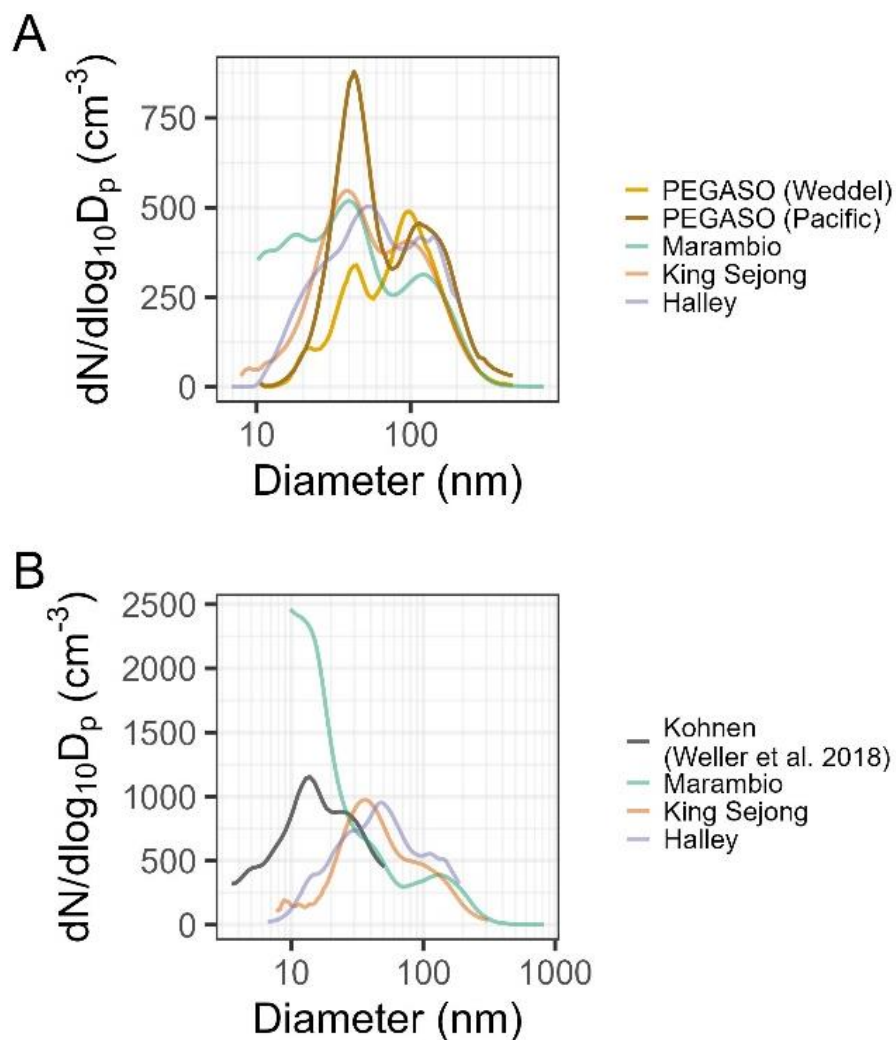 A
dN/dlog₁₀Dₚ (cm⁻³)
750
500
250
0
10
100
Diameter (nm)
PEGASO (Weddel)
PEGASO (Pacific)
Marambio
King Sejong
Halley
B
dN/dlog₁₀Dₚ (cm⁻³)
2500
2000
1500
1000
500
0
10
100
1000
Diameter (nm)
Kohnen
(Weller et al. 2018)
Marambio
King Sejong
Halley